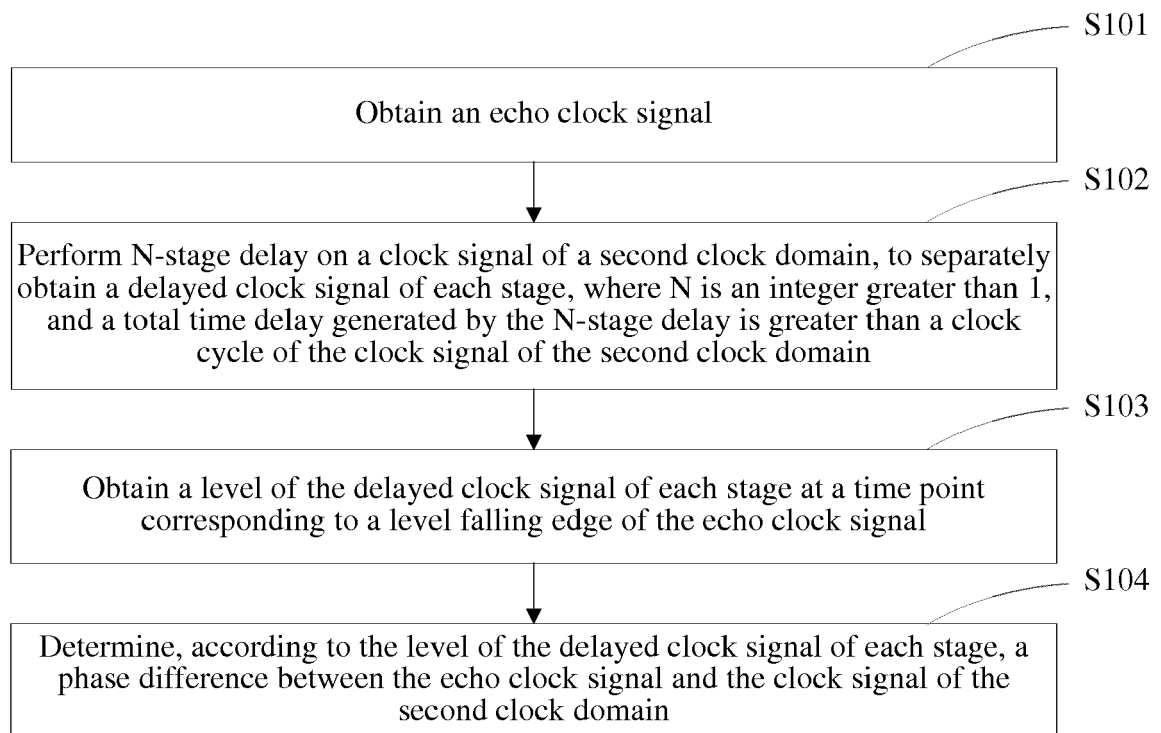 S101
Obtain an echo clock signal
S102
Perform N-stage delay on a clock signal of a second clock domain, to separately
obtain a delayed clock signal of each stage, where N is an integer greater than 1,
and a total time delay generated by the N-stage delay is greater than a clock
cycle of the clock signal of the second clock domain
S103
Obtain a level of the delayed clock signal of each stage at a time point
corresponding to a level falling edge of the echo clock signal
S104
Determine, according to the level of the delayed clock signal of each stage, a
phase difference between the echo clock signal and the clock signal of the
second clock domain